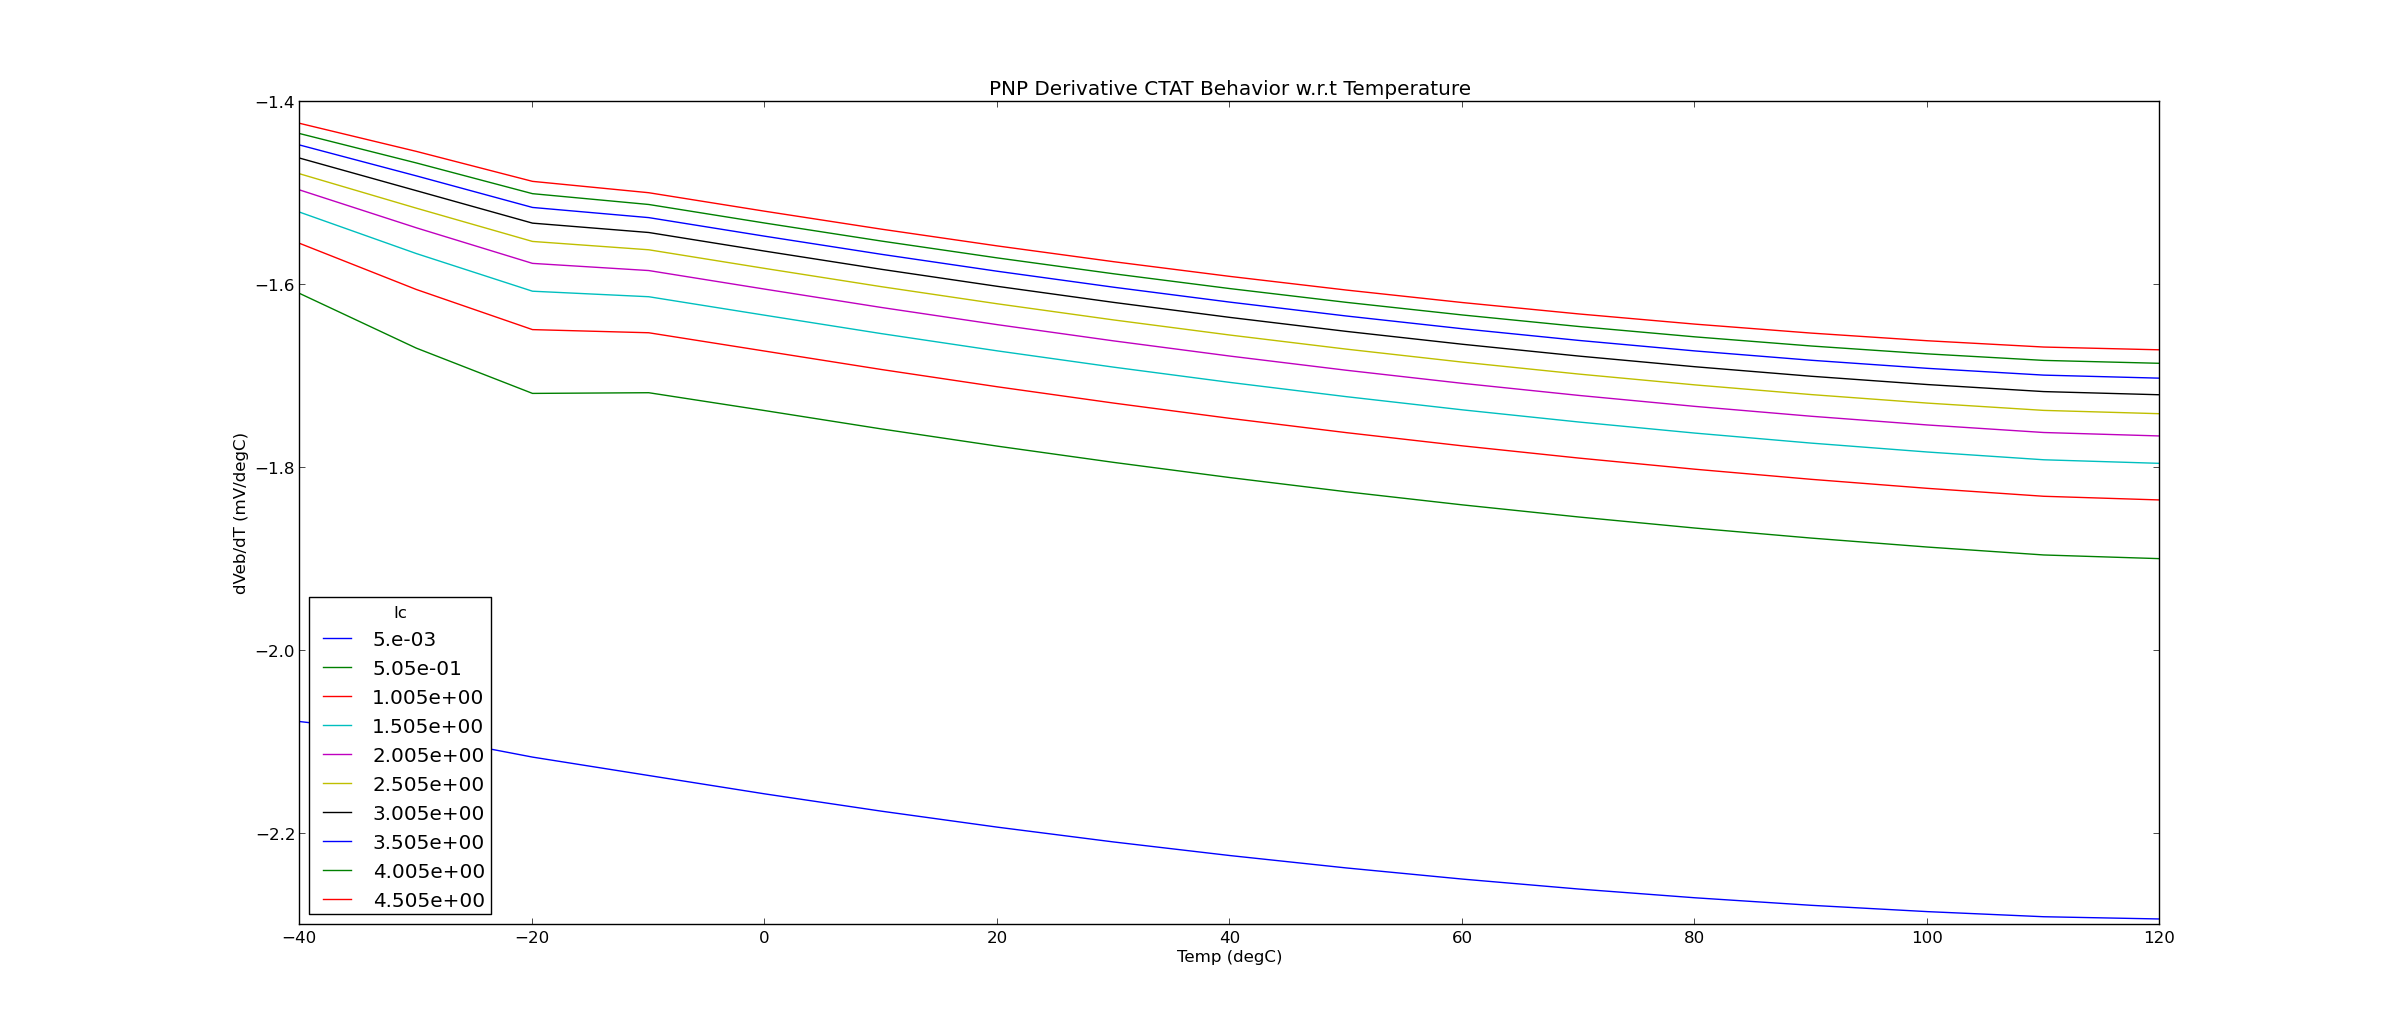 PNP Derivative CTAT Behavior w.r.t Temperature
−1.4
−1.6
−1.8
−2.0
−2.2
dVeb/dT (mV/degC)
Ic
5.e-03
5.05e-01
1.005e+00
1.505e+00
2.005e+00
2.505e+00
3.005e+00
3.505e+00
4.005e+00
4.505e+00
−40 −20 0 20 40 60 80 100 120
Temp (degC)